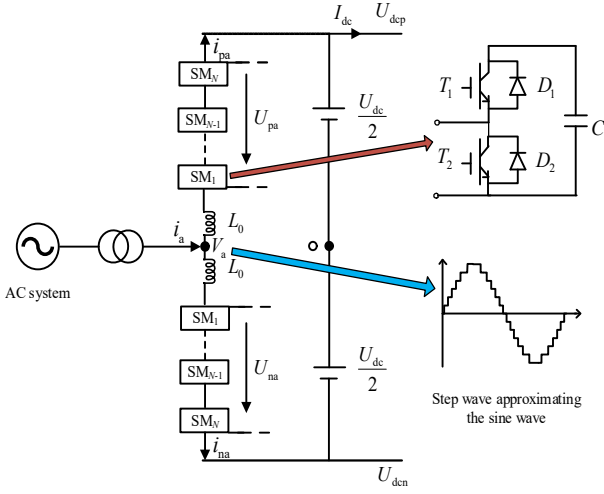 I_dc
U_dcp
i_pa
SM_N
SM_N-1
SM_1
U_pa
U_dc
2
T_1
D_1
T_2
D_2
C
L_0
i_a
V_a
L_0
AC system
SM_1
SM_N-1
SM_N
U_na
U_dc
2
i_na
U_dcn
Step wave approximating
the sine wave